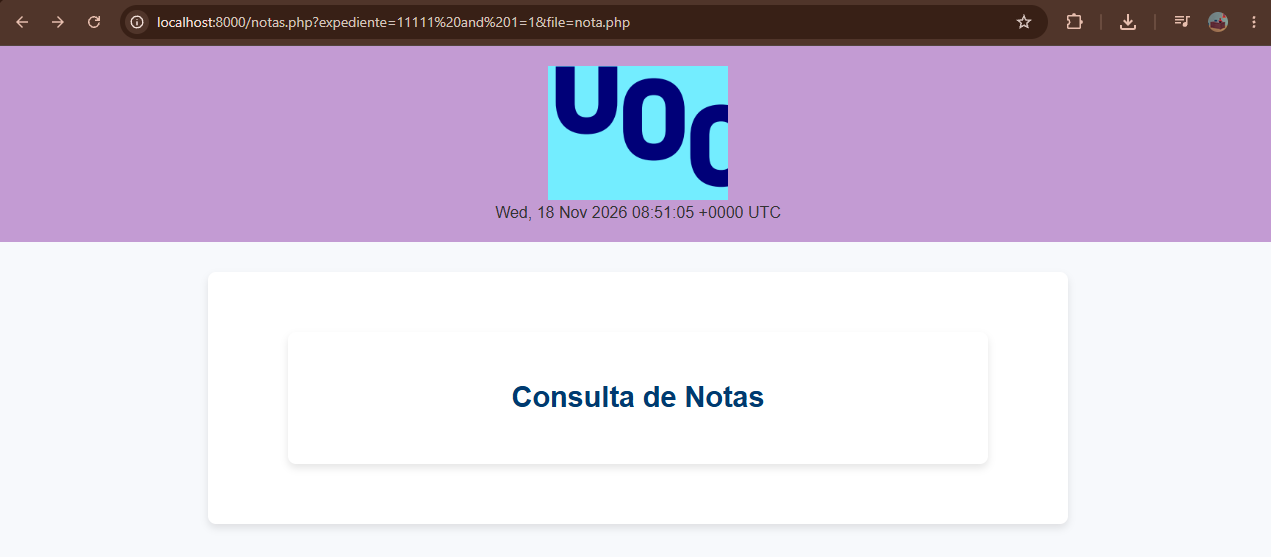 localhost:8000/notas.php?expediente=11111%20and%201=1&file=nota.php
UOC
Wed, 18 Nov 2026 08:51:05 +0000 UTC
Consulta de Notas